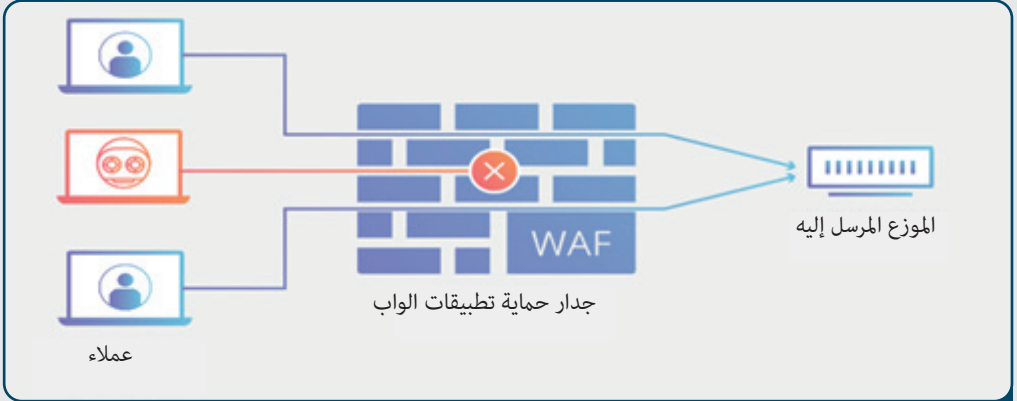 WAF
الموزع المرسل إليه
جدار حماية تطبيقات الواب
عملاء